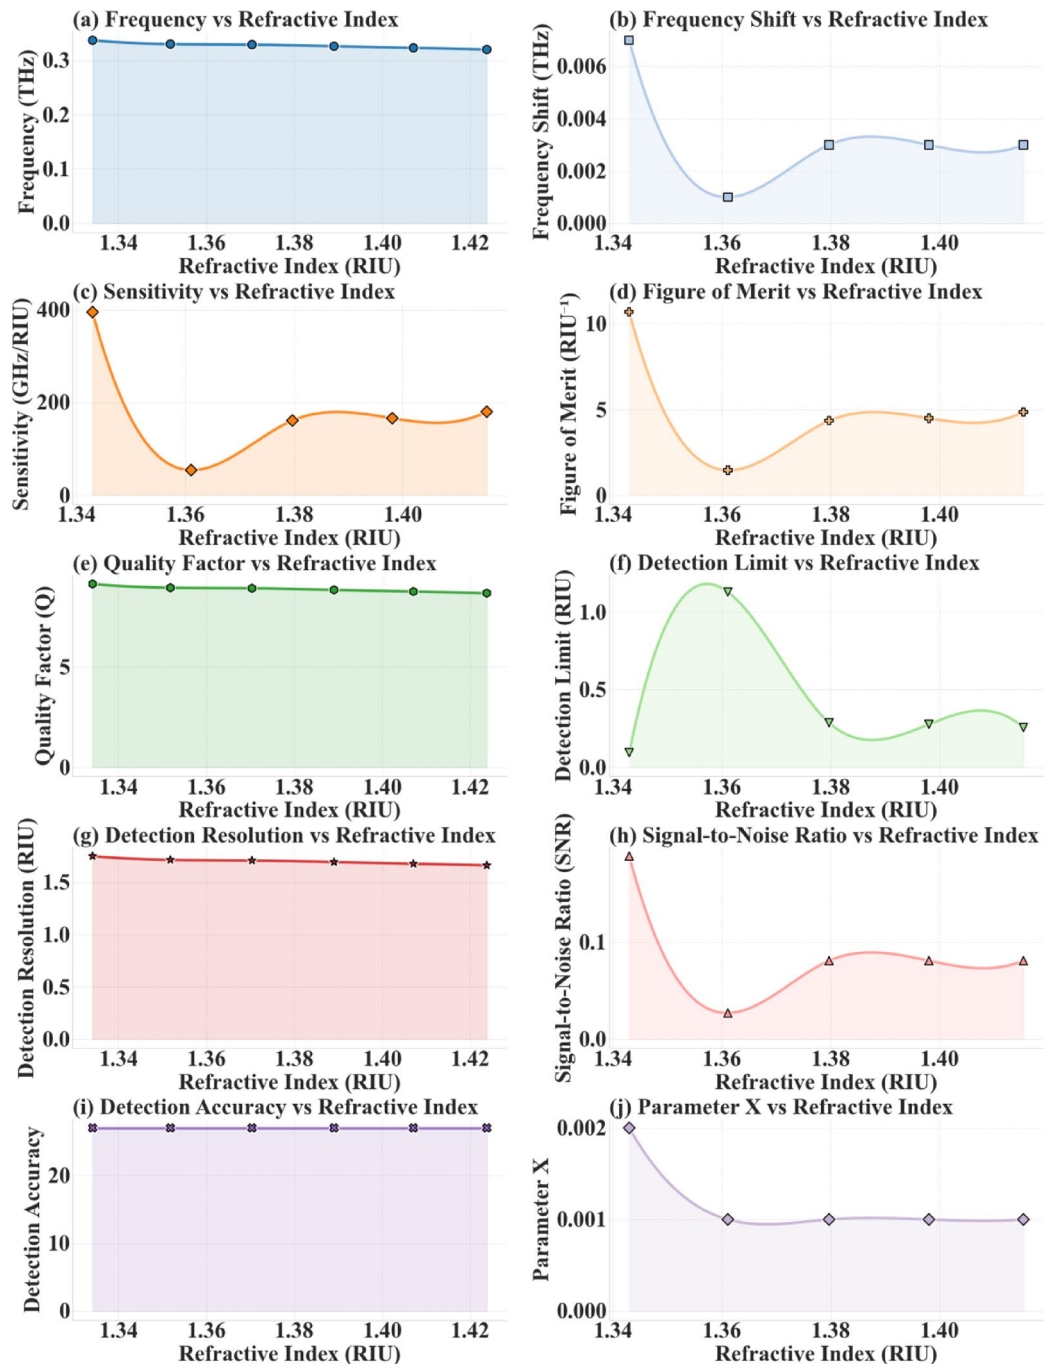 (a) Frequency vs Refractive Index
Frequency (THz)
0.3
0.2
0.1
0.0
1.34 1.36 1.38 1.40 1.42
Refractive Index (RIU)
(b) Frequency Shift vs Refractive Index
Frequency Shift (THz)
0.006
0.004
0.002
0.000
1.34 1.36 1.38 1.40
Refractive Index (RIU)
(c) Sensitivity vs Refractive Index
Sensitivity (GHz/RIU)
400
200
0
1.34 1.36 1.38 1.40
Refractive Index (RIU)
(d) Figure of Merit vs Refractive Index
Figure of Merit (RIU⁻¹)
10
5
0
1.34 1.36 1.38 1.40
Refractive Index (RIU)
(e) Quality Factor vs Refractive Index
Quality Factor (Q)
5
0
1.34 1.36 1.38 1.40 1.42
Refractive Index (RIU)
(f) Detection Limit vs Refractive Index
Detection Limit (RIU)
1.0
0.5
0.0
1.34 1.36 1.38 1.40
Refractive Index (RIU)
(g) Detection Resolution vs Refractive Index
Detection Resolution (RIU)
1.5
1.0
0.5
0.0
1.34 1.36 1.38 1.40 1.42
Refractive Index (RIU)
(h) Signal-to-Noise Ratio vs Refractive Index
Signal-to-Noise Ratio (SNR)
0.1
0.0
1.34 1.36 1.38 1.40
Refractive Index (RIU)
(i) Detection Accuracy vs Refractive Index
Detection Accuracy
20
10
0
1.34 1.36 1.38 1.40 1.42
Refractive Index (RIU)
(j) Parameter X vs Refractive Index
Parameter X
0.002
0.001
0.000
1.34 1.36 1.38 1.40
Refractive Index (RIU)